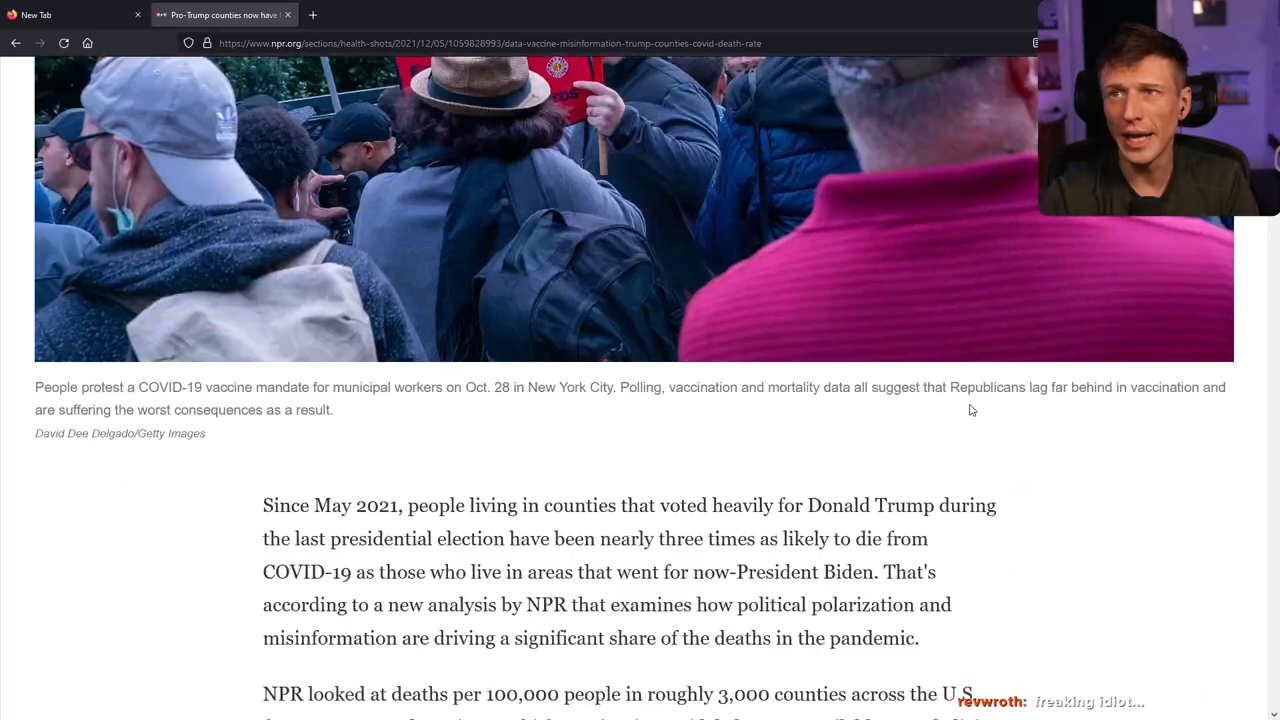 New Tab
Pro-Trump counties now have
https://www.npr.org/sections/health-shots/2021/12/05/1059828993/data-vaccine-misinformation-trump-counties-covid-death-rate
People protest a COVID-19 vaccine mandate for municipal workers on Oct. 28 in New York City. Polling, vaccination and mortality data all suggest that Republicans lag far behind in vaccination and
are suffering the worst consequences as a result.
David Dee Delgado/Getty Images
Since May 2021, people living in counties that voted heavily for Donald Trump during
the last presidential election have been nearly three times as likely to die from
COVID-19 as those who live in areas that went for now-President Biden. That's
according to a new analysis by NPR that examines how political polarization and
misinformation are driving a significant share of the deaths in the pandemic.
NPR looked at deaths per 100,000 people in roughly 3,000 counties across the U.S.
revwroth: freaking idiot...